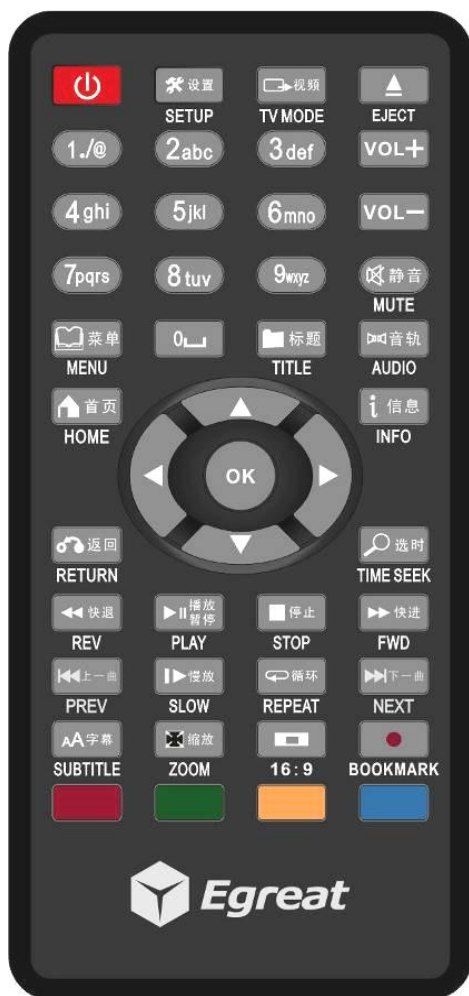 设置 视频
SETUP TV MODE EJECT
1./@ 2abc 3def VOL+
4ghi 5jkl 6mno VOL-
7pqrs 8tuv 9wxyz 静音
MUTE
菜单 0 标题 音轨
MENU TITLE AUDIO
首页 i 信息
HOME INFO
OK
返回 选时
RETURN TIME SEEK
快退 播放 停止 快进
暂停
REV PLAY STOP FWD
上一曲 慢放 循环 下一曲
PREV SLOW REPEAT NEXT
AA字幕 缩放
SUBTITLE ZOOM 16:9 BOOKMARK
Egreat